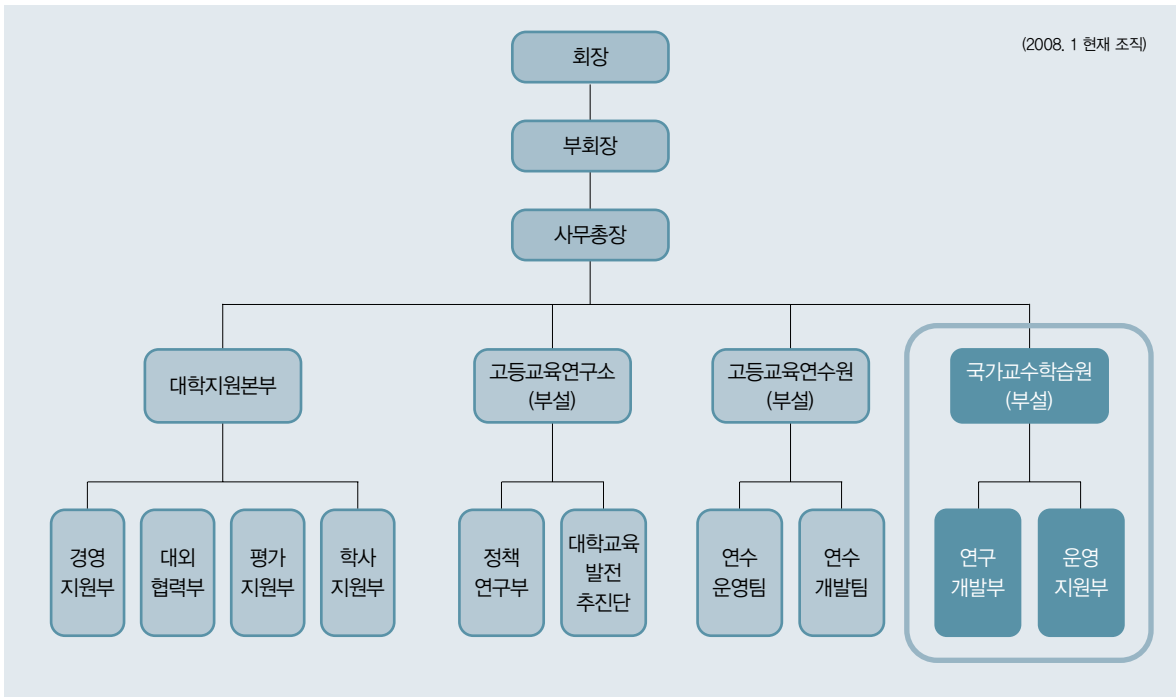 (2008. 1 현재 조직)
회장
부회장
사무총장
대학지원본부
고등교육연구소
(부설)
고등교육연수원
(부설)
국가교수학습원
(부설)
경영
지원부
대외
협력부
평가
지원부
학사
지원부
정책
연구부
대학교육
발전
추진단
연수
운영팀
연수
개발팀
연구
개발부
운영
지원부